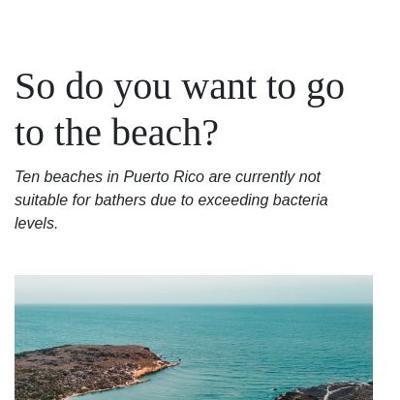 So do you want to go
to the beach?
Ten beaches in Puerto Rico are currently not
suitable for bathers due to exceeding bacteria
levels.